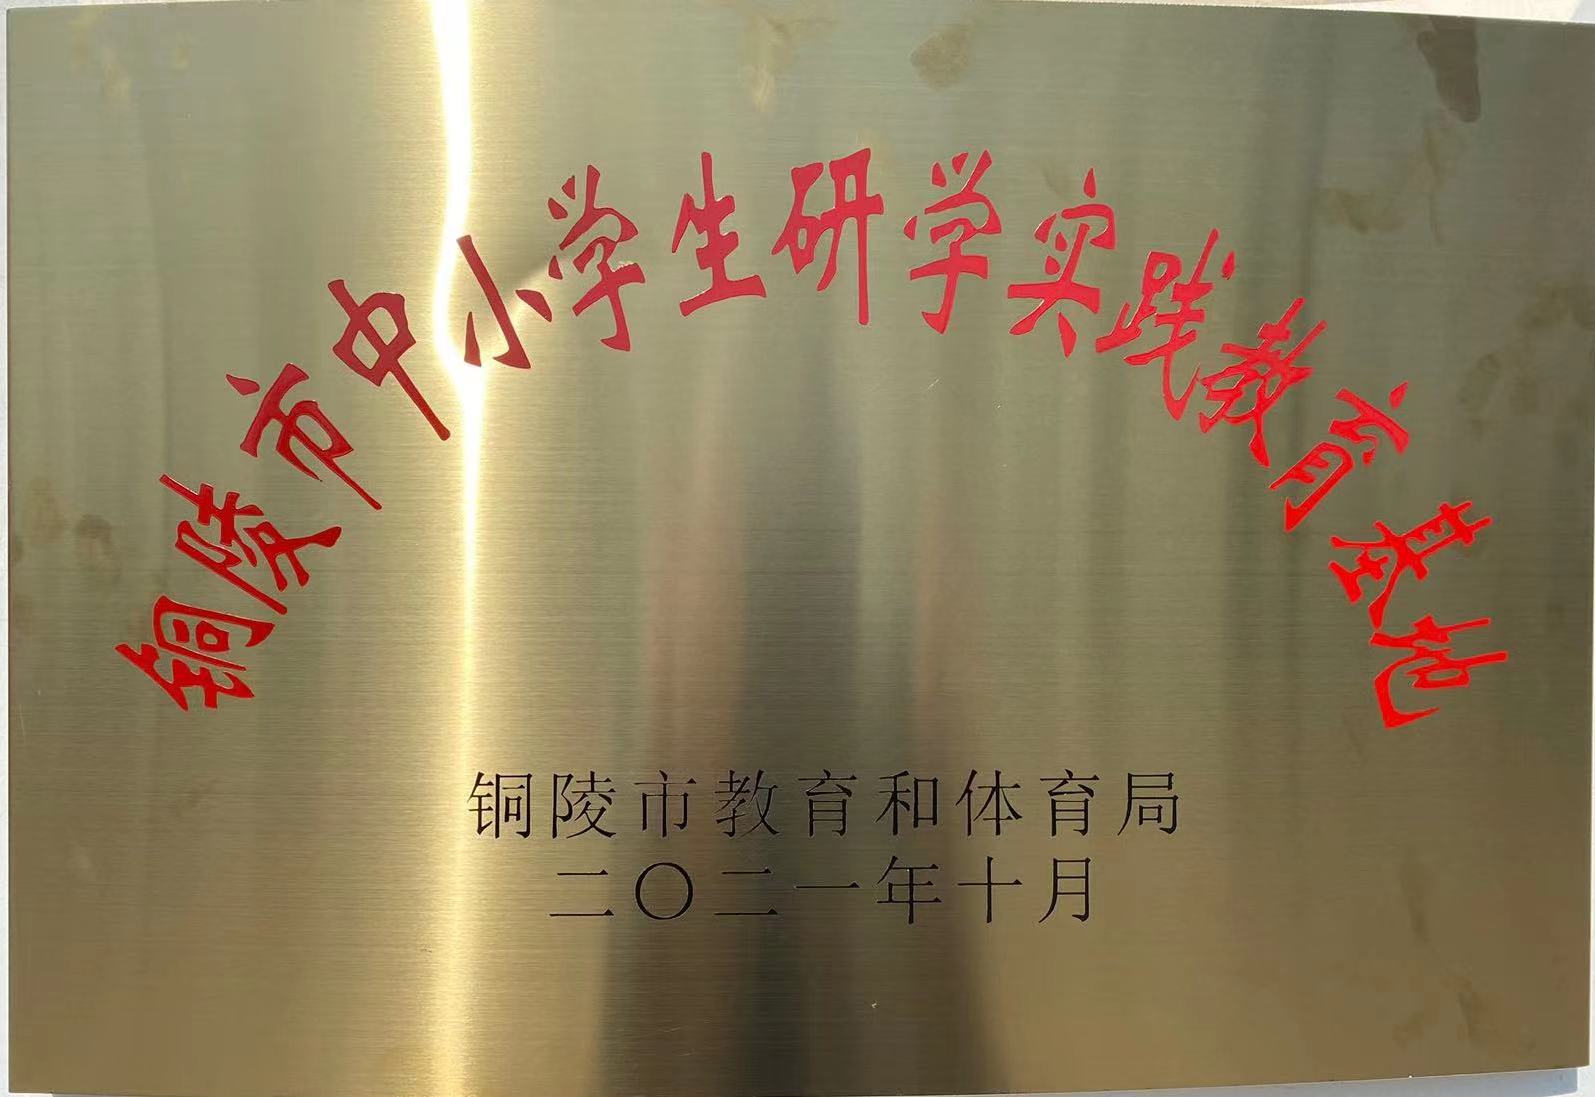 铜陵市中小学生研学实践教育基地
铜陵市教育和体育局
二〇二一年十月